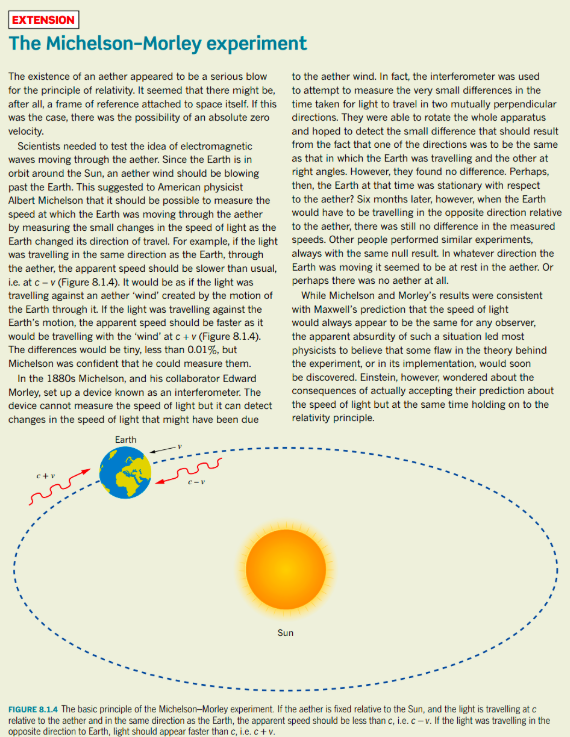 EXTENSION
The Michelson–Morley experiment
The existence of an aether appeared to be a serious blow
for the principle of relativity. It seemed that there might be,
after all, a frame of reference attached to space itself. If this
was the case, there was the possibility of an absolute zero
velocity.
Scientists needed to test the idea of electromagnetic
waves moving through the aether. Since the Earth is in
orbit around the Sun, an aether wind should be blowing
past the Earth. This suggested to American physicist
Albert Michelson that it should be possible to measure the
speed at which the Earth was moving through the aether
by measuring the small changes in the speed of light as the
Earth changed its direction of travel. For example, if the light
was travelling in the same direction as the Earth, through
the aether, the apparent speed should be slower than usual,
i.e. at c – v (Figure 8.1.4). It would be as if the light was
travelling against an aether ‘wind’ created by the motion of
the Earth through it. If the light was travelling against the
Earth’s motion, the apparent speed should be faster as it
would be travelling with the ‘wind’ at c + v (Figure 8.1.4).
The differences would be tiny, less than 0.01%, but
Michelson was confident that he could measure them.
In the 1880s Michelson, and his collaborator Edward
Morley, set up a device known as an interferometer. The
device cannot measure the speed of light but it can detect
changes in the speed of light that might have been due
to the aether wind. In fact, the interferometer was used
to attempt to measure the very small differences in the
time taken for light to travel in two mutually perpendicular
directions. They were able to rotate the whole apparatus
and hoped to detect the small difference that should result
from the fact that one of the directions was to be the same
as that in which the Earth was travelling and the other at
right angles. However, they found no difference. Perhaps,
then, the Earth at that time was stationary with respect
to the aether? Six months later, however, when the Earth
would have to be travelling in the opposite direction relative
to the aether, there was still no difference in the measured
speeds. Other people performed similar experiments,
always with the same null result. In whatever direction the
Earth was moving it seemed to be at rest in the aether. Or
perhaps there was no aether at all.
While Michelson and Morley’s results were consistent
with Maxwell’s prediction that the speed of light
would always appear to be the same for any observer,
the apparent absurdity of such a situation led most
physicists to believe that some flaw in the theory behind
the experiment, or in its implementation, would soon
be discovered. Einstein, however, wondered about the
consequences of actually accepting their prediction about
the speed of light but at the same time holding on to the
relativity principle.
Earth
v
c + v
c – v
Sun
FIGURE 8.1.4 The basic principle of the Michelson–Morley experiment. If the aether is fixed relative to the Sun, and the light is travelling at c
relative to the aether and in the same direction as the Earth, the apparent speed should be less than c, i.e. c – v. If the light was travelling in the
opposite direction to Earth, light should appear faster than c, i.e. c + v.